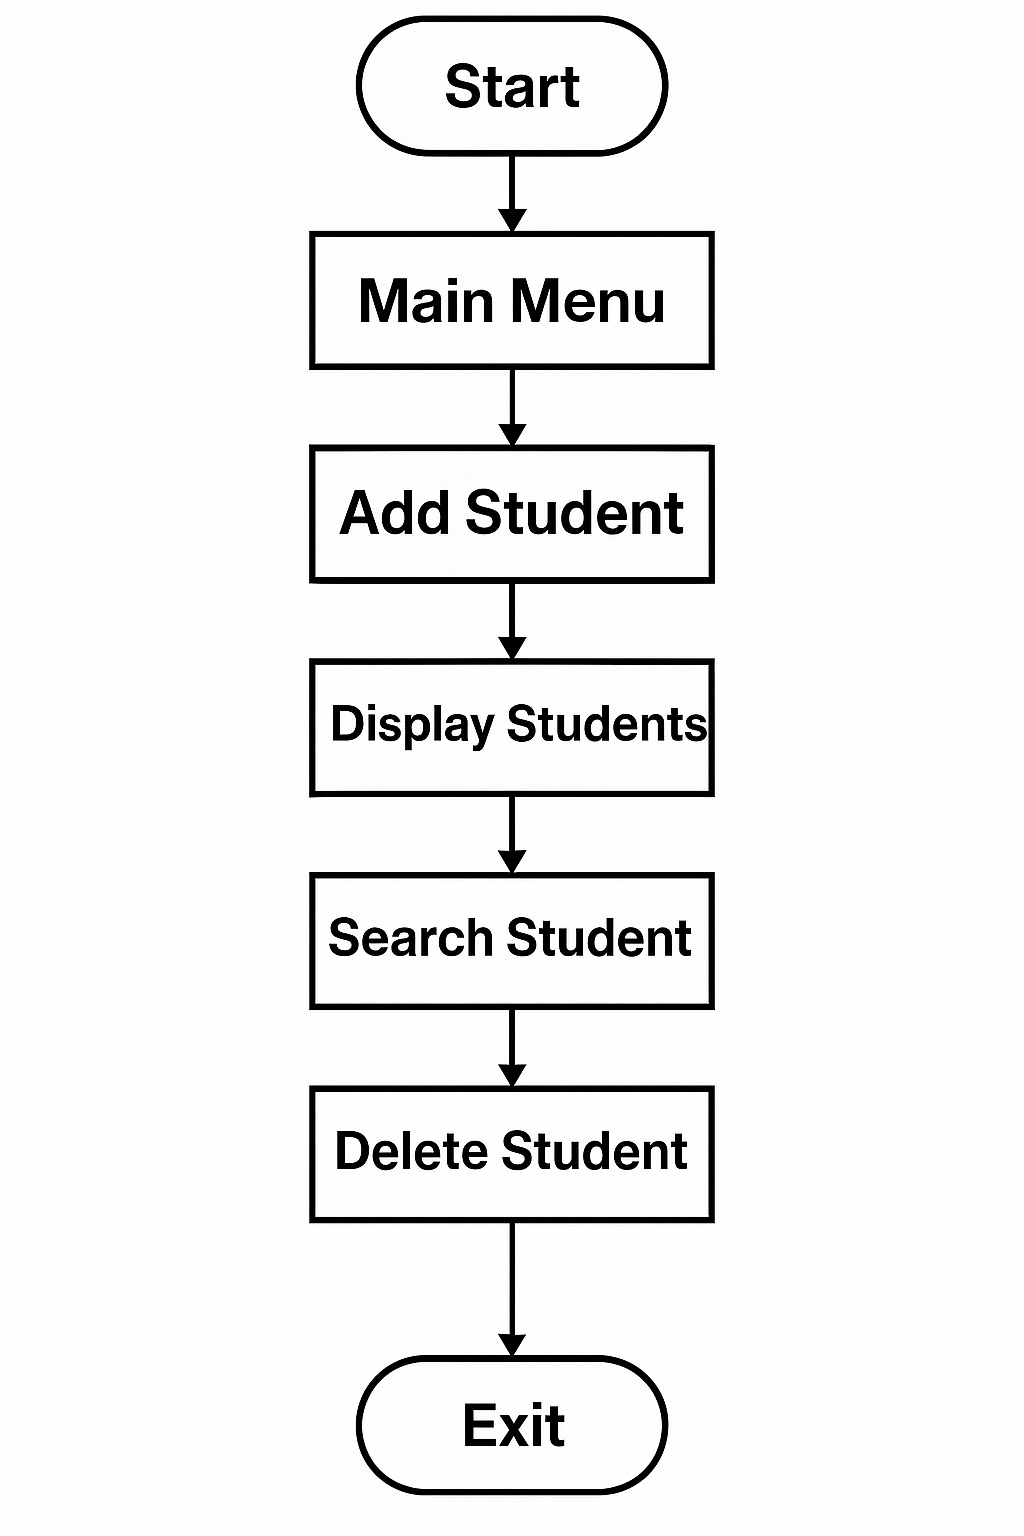 Start
Main Menu
Add Student
Display Students
Search Student
Delete Student
Exit